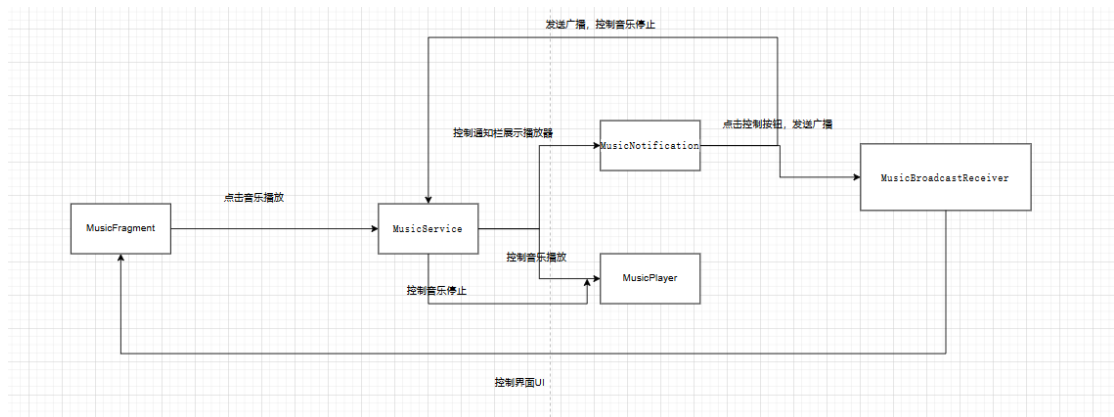 发送广播，控制音乐停止
控制通知栏展示播放器
点击控制按钮，发送广播
MusicNotification
MusicBroadcastReceiver
点击音乐播放
MusicFragment
MusicService
控制音乐播放
MusicPlayer
控制音乐停止
控制界面UI